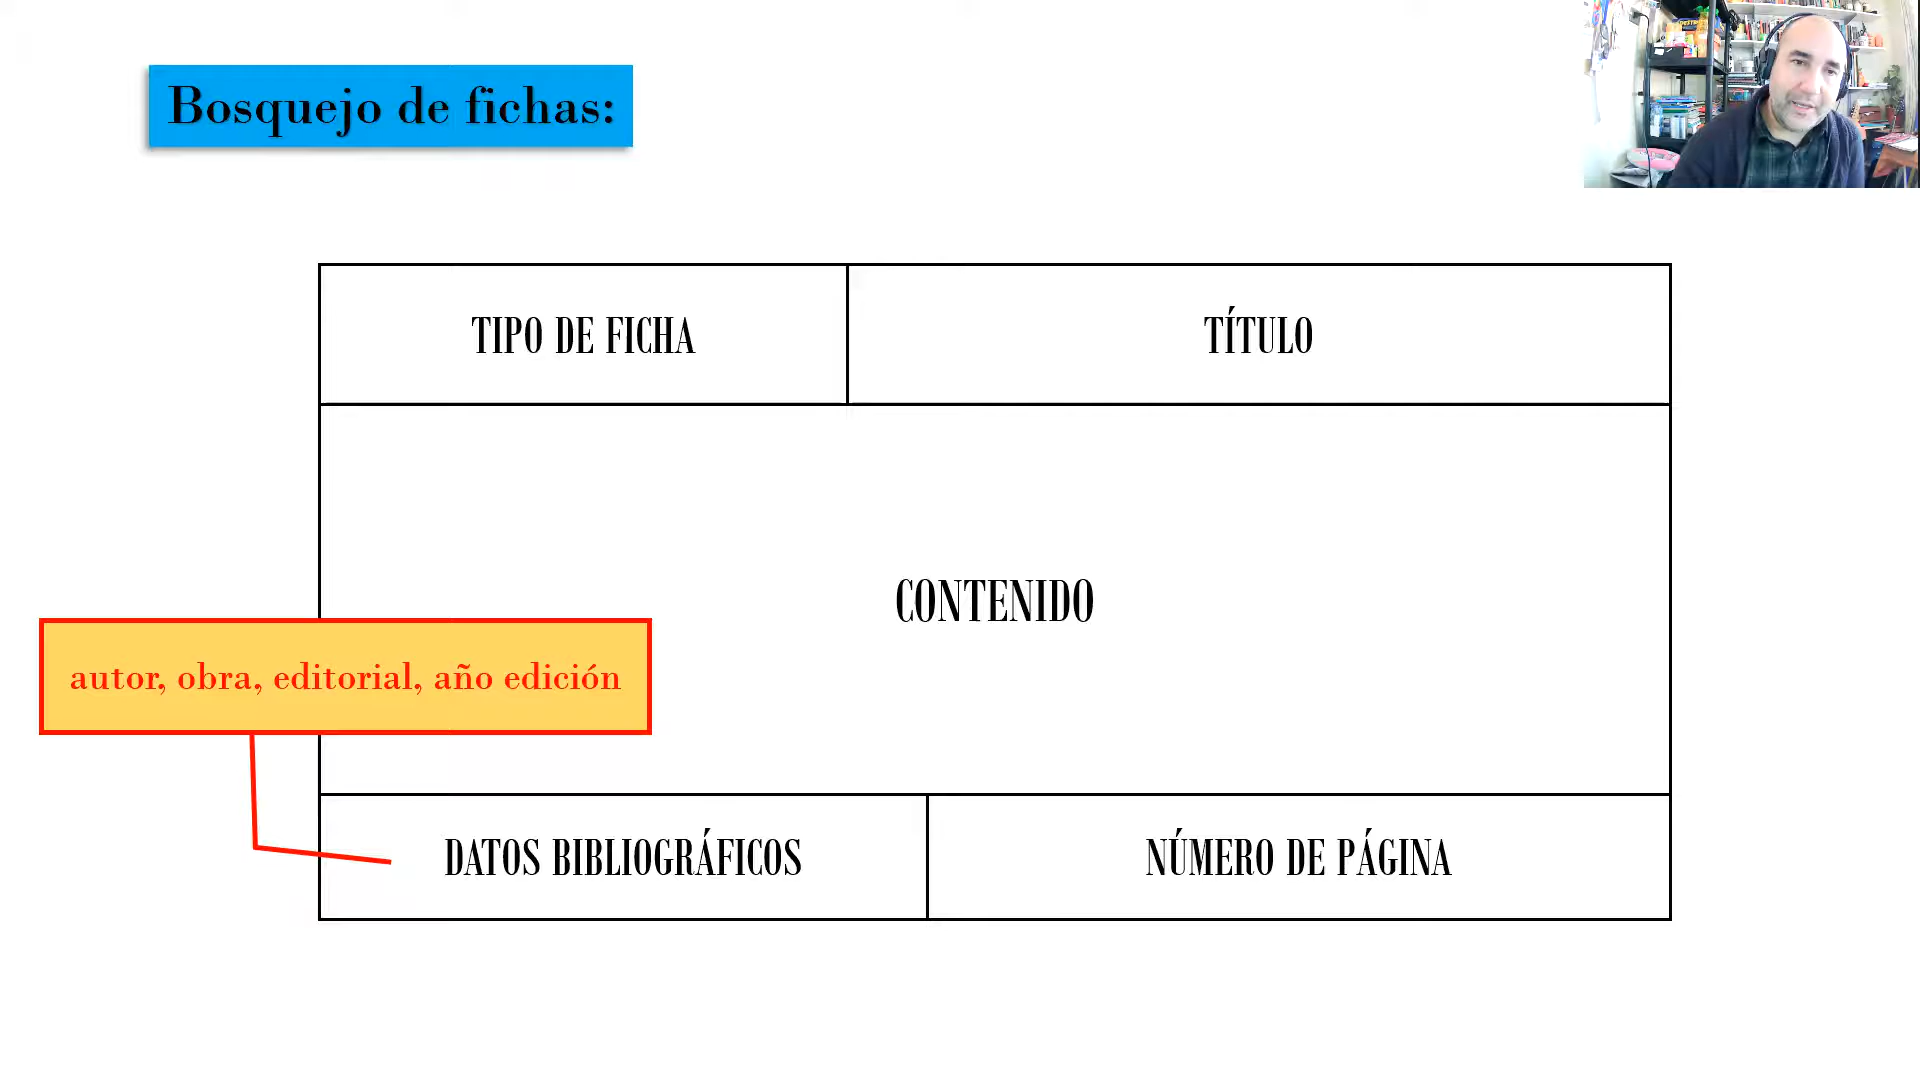 Bosquejo de fichas:
TIPO DE FICHA
TÍTULO
CONTENIDO
autor, obra, editorial, año edición
DATOS BIBLIOGRÁFICOS
NÚMERO DE PÁGINA